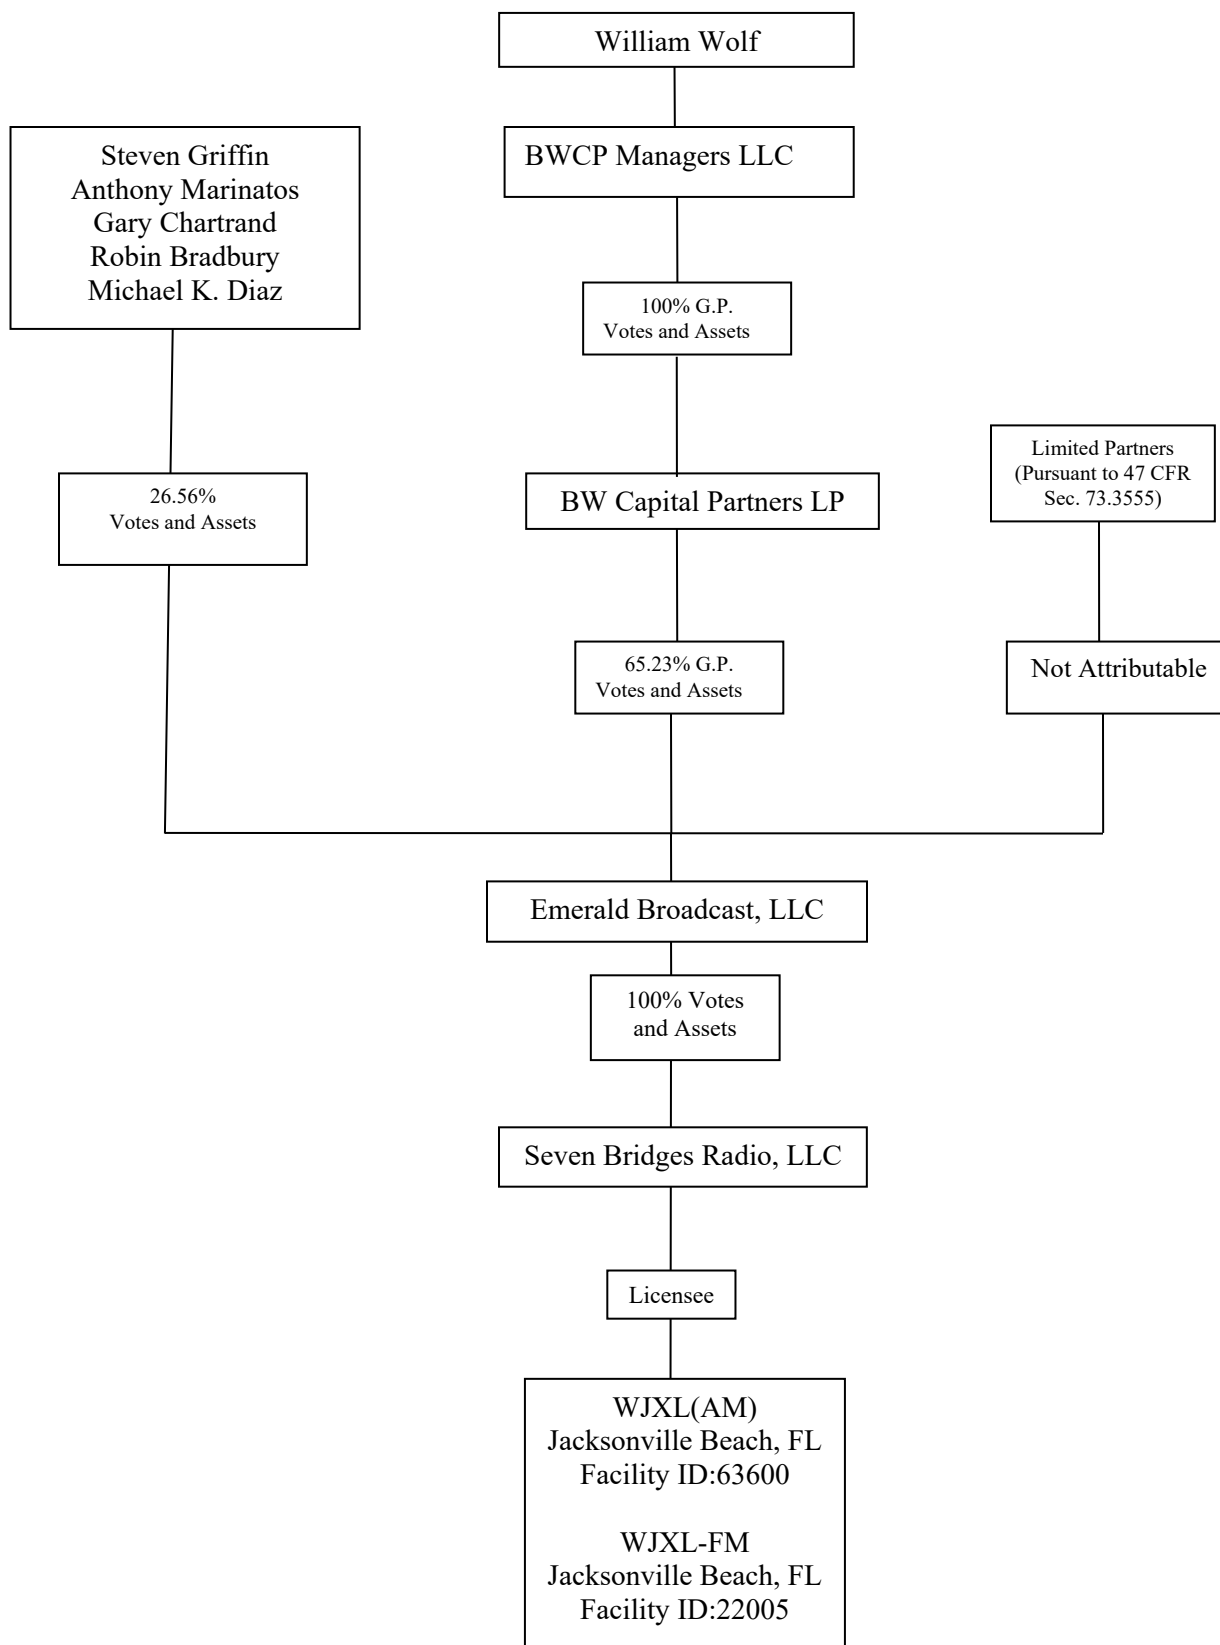 William Wolf
Steven Griffin
Anthony Marinatos
Gary Chartrand
Robin Bradbury
Michael K. Diaz
BWCP Managers LLC
100% G.P.
Votes and Assets
Limited Partners
(Pursuant to 47 CFR
Sec. 73.3555)
26.56%
Votes and Assets
BW Capital Partners LP
65.23% G.P.
Votes and Assets
Not Attributable
Emerald Broadcast, LLC
100% Votes
and Assets
Seven Bridges Radio, LLC
Licensee
WJXL(AM)
Jacksonville Beach, FL
Facility ID:63600
WJXL-FM
Jacksonville Beach, FL
Facility ID:22005